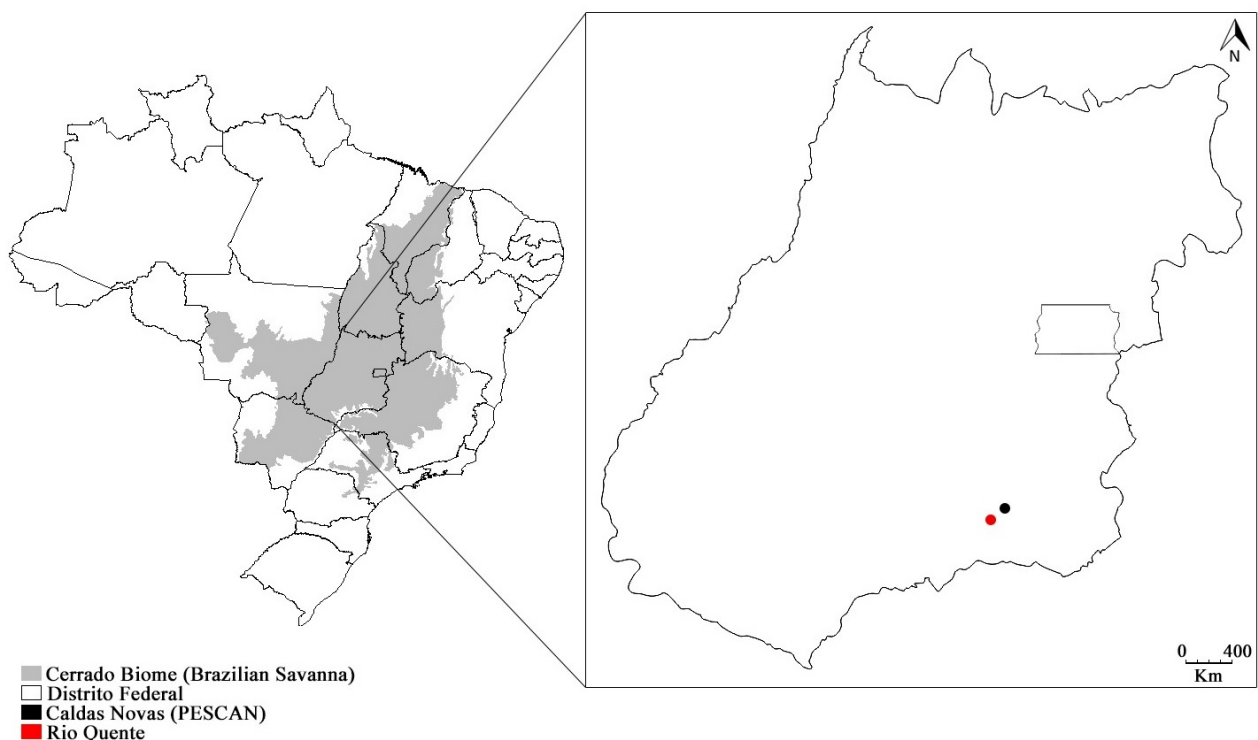 N
0 400
Km
Cerrado Biome (Brazilian Savanna)
Distrito Federal
Caldas Novas (PESCAN)
Rio Quente